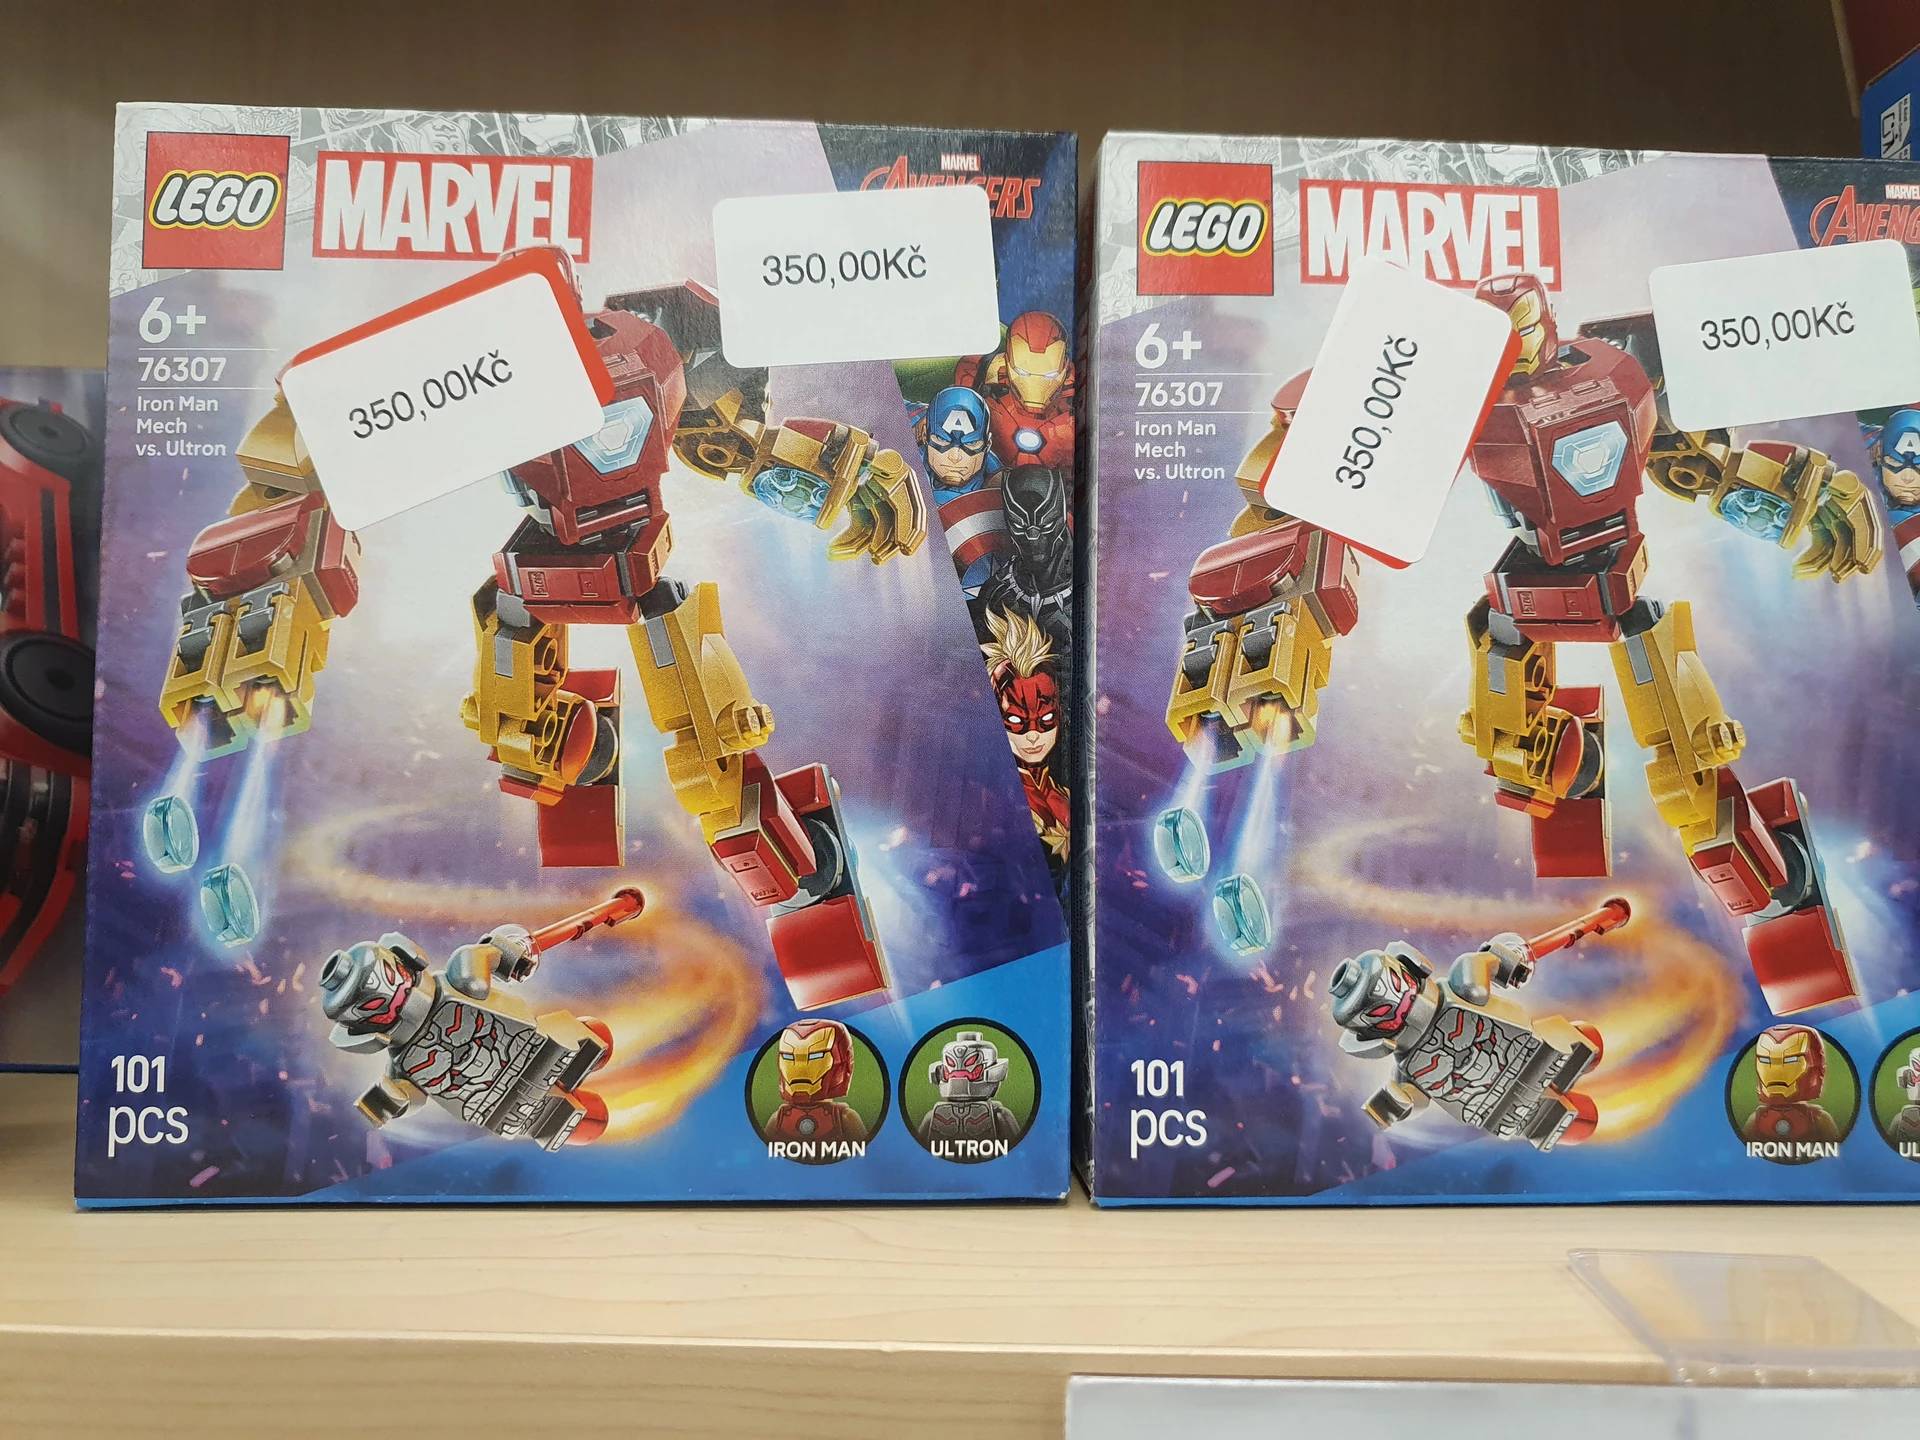 LEGO
MARVEL
MARVEL
AVENGERS
350,00Kč
350,00Kč
6+
76307
Iron Man
Mech
vs. Ultron
101
pcs
IRON MAN
ULTRON
LEGO
MARVEL
MARVEL
AVENG
350,00Kč
350,00Kč
6+
76307
Iron Man
Mech
vs. Ultron
101
pcs
IRON MAN
UL